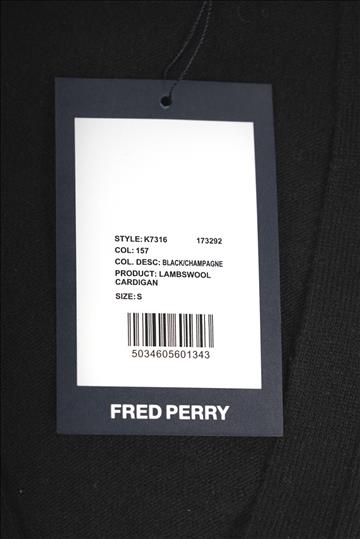 STYLE: K7316 173292
COL: 157
COL. DESC: BLACK/CHAMPAGNE
PRODUCT: LAMBSWOOL
CARDIGAN
SIZE: S
5034605601343
FRED PERRY